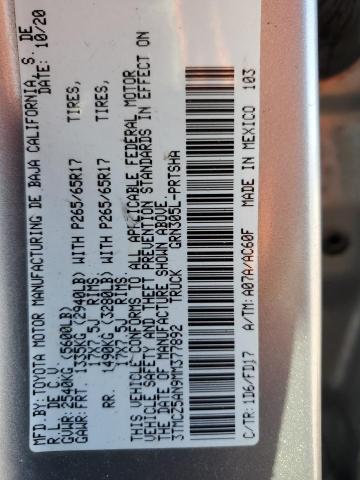 MFD.BY: TOYOTA MOTOR MANUFACTURING DE BAJA CALIFORNIA S. DE
R.L. DE C.V. DATE: 10/20
GVWR: 2540KG (5600LB)
GAWR: FRT. 1335KG (2940LB) WITH P265/65R17 TIRES,
17X7.5J RIMS
RR. 1490KG (3280LB) WITH P265/65R17 TIRES,
17X7.5J RIMS.
THIS VEHICLE CONFORMS TO ALL APPLICABLE FEDERAL MOTOR
VEHICLE SAFETY AND THEFT PREVENTION STANDARDS IN EFFECT ON
THE DATE OF MANUFACTURE SHOWN ABOVE.
3TMCZ5AN9MM377892 TRUCK GRN305L-PRTSHA
C/TR: 1D6/FD17 A/TM: A07A/AC60F MADE IN MEXICO 103